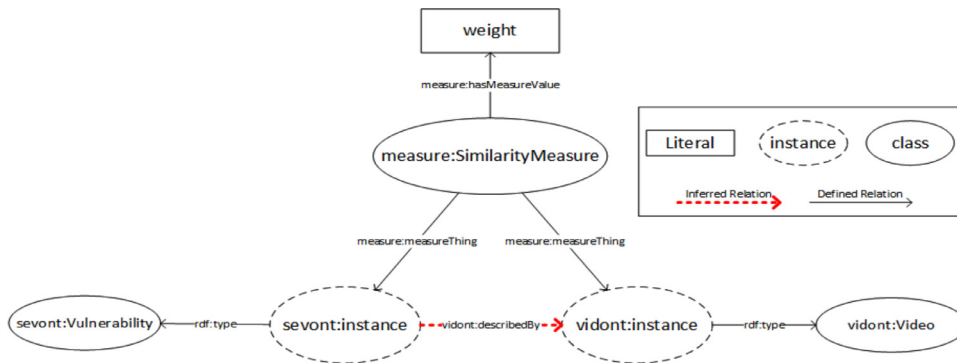 weight
measure:hasMeasureValue
measure:SimilarityMeasure
measure:measureThing
measure:measureThing
sevont:Vulnerability
rdf:type
sevont:instance
vidont:describedBy
vidont:instance
rdf:type
vidont:Video
Literal
instance
class
Inferred Relation
Defined Relation